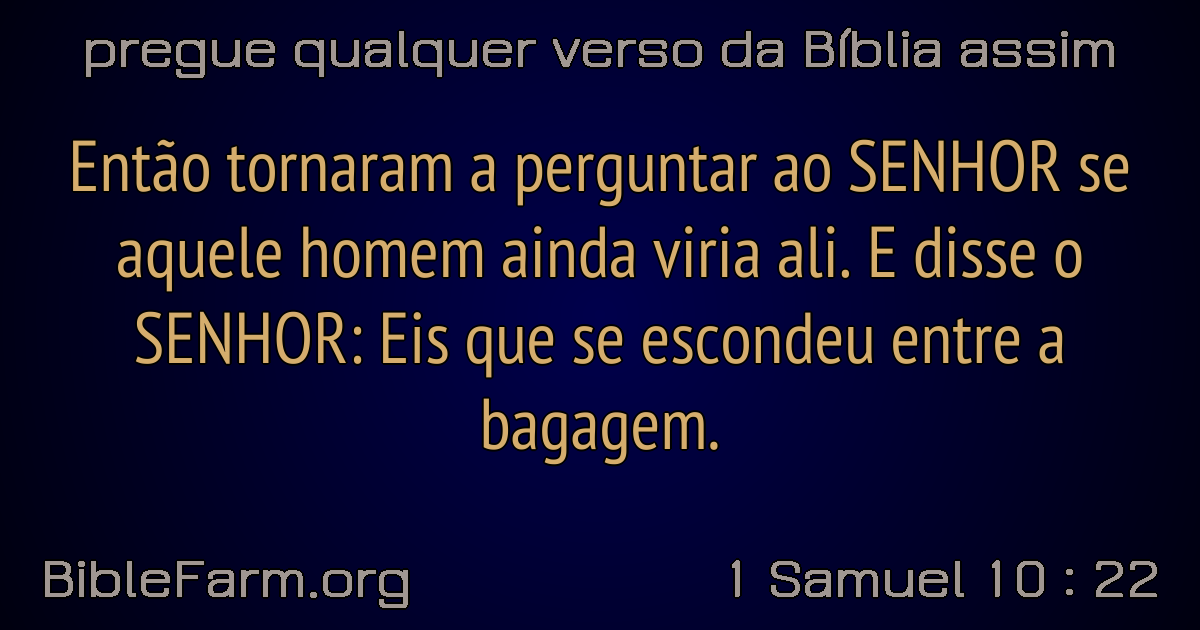 pregue qualquer verso da Bíblia assim
Então tornaram a perguntar ao SENHOR se
aquele homem ainda viria ali. E disse o
SENHOR: Eis que se escondeu entre a
bagagem.
BibleFarm.org
1 Samuel 10 : 22